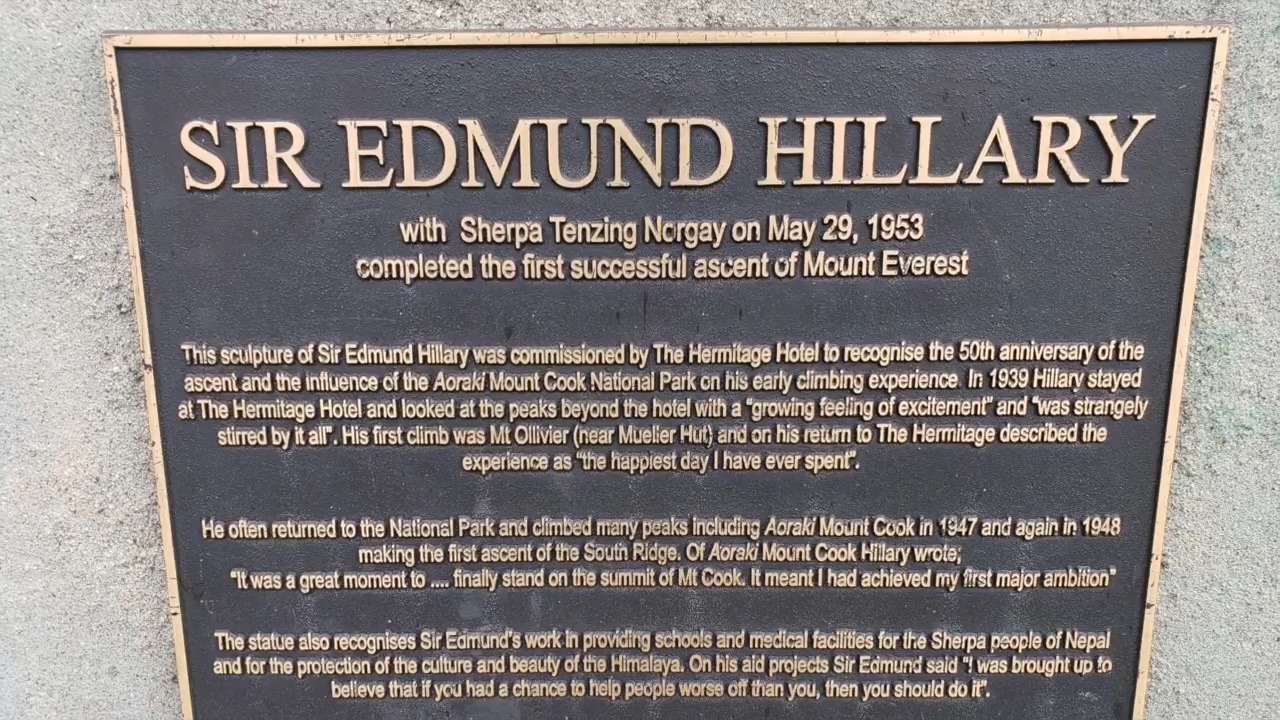 SIR EDMUND HILLARY
with Sherpa Tenzing Norgay on May 29, 1953
completed the first successful ascent of Mount Everest
This sculpture of Sir Edmund Hillary was commissioned by The Hermitage Hotel to recognise the 50th anniversary of the
ascent and the influence of the Aoraki Mount Cook National Park on his early climbing experience. In 1939 Hillary stayed
at The Hermitage Hotel and looked at the peaks beyond the hotel with a "growing feeling of excitement" and "was strangely
stirred by it all". His first climb was Mt Ollivier (near Mueller Hut) and on his return to The Hermitage described the
experience as "the happiest day I have ever spent".
He often returned to the National Park and climbed many peaks including Aoraki Mount Cook in 1947 and again in 1948
making the first ascent of the South Ridge. Of Aoraki Mount Cook Hillary wrote;
"It was a great moment to .... finally stand on the summit of Mt Cook. It meant I had achieved my first major ambition"
The statue also recognises Sir Edmund's work in providing schools and medical facilities for the Sherpa people of Nepal
and for the protection of the culture and beauty of the Himalaya. On his aid projects Sir Edmund said "I was brought up to
believe that if you had a chance to help people worse off than you, then you should do it".